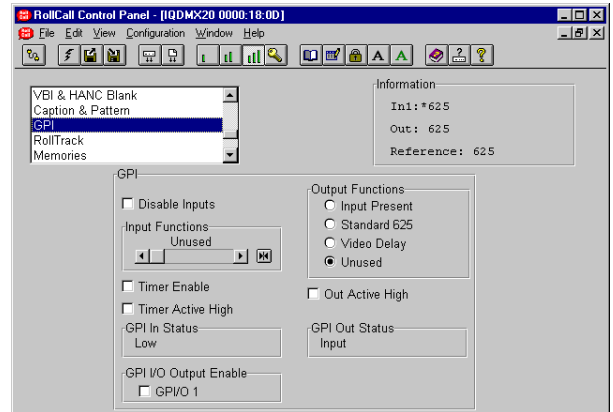 RollCall Control Panel - [IQDMX20 0000:18:0D]
File Edit View Configuration Window Help
VBI & HANC Blank
Caption & Pattern
GPI
RollTrack
Memories
Information
In1:*625
Out: 625
Reference: 625
GPI
Disable Inputs
Input Functions
Unused
Timer Enable
Timer Active High
GPI In Status
Low
GPI I/O Output Enable
GPI/O 1
Output Functions
Input Present
Standard 625
Video Delay
Unused
Out Active High
GPI Out Status
Input